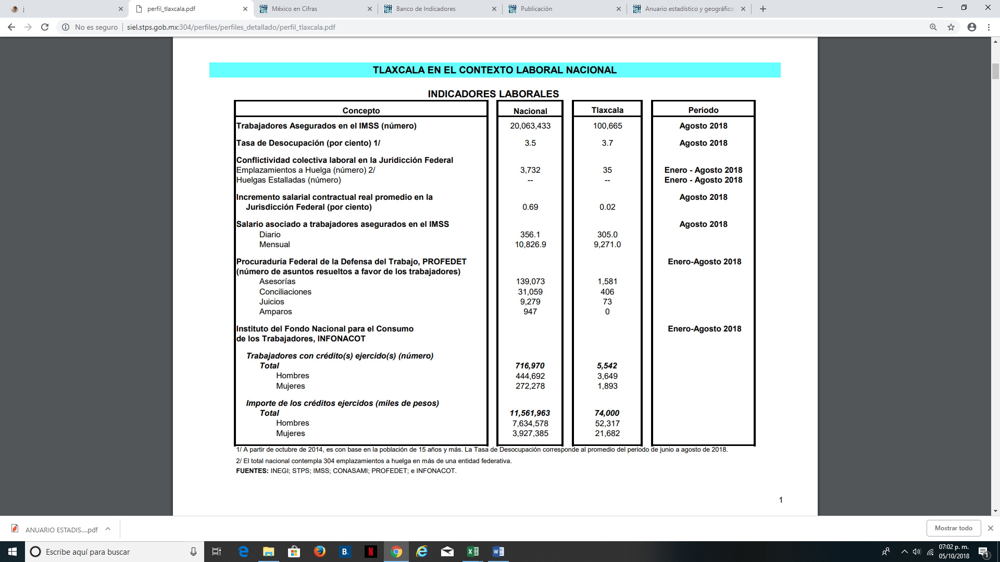 j
perfil_tlaxcala.pdf
México en Cifras
Banco de Indicadores
Publicación
Anuario estadístico y geográfico
No es seguro
siel.stps.gob.mx:304/perfiles/perfiles_detallado/perfil_tlaxcala.pdf
TLAXCALA EN EL CONTEXTO LABORAL NACIONAL
INDICADORES LABORALES
Concepto Nacional Tlaxcala Periodo
Trabajadores Asegurados en el IMSS (número) 20,063,433 100,665 Agosto 2018
Tasa de Desocupación (por ciento) 1/ 3.5 3.7 Agosto 2018
Conflictividad colectiva laboral en la Juridicción Federal
Emplazamientos a Huelga (número) 2/ 3,732 35 Enero - Agosto 2018
Huelgas Estalladas (número) -- -- Enero - Agosto 2018
Incremento salarial contractual real promedio en la Agosto 2018
Jurisdicción Federal (por ciento) 0.69 0.02
Salario asociado a trabajadores asegurados en el IMSS Agosto 2018
Diario 356.1 305.0
Mensual 10,826.9 9,271.0
Procuraduría Federal de la Defensa del Trabajo, PROFEDET Enero-Agosto 2018
(número de asuntos resueltos a favor de los trabajadores)
Asesorías 139,073 1,581
Conciliaciones 31,059 406
Juicios 9,279 73
Amparos 947 0
Instituto del Fondo Nacional para el Consumo Enero-Agosto 2018
de los Trabajadores, INFONACOT
Trabajadores con crédito(s) ejercido(s) (número)
Total 716,970 5,542
Hombres 444,692 3,649
Mujeres 272,278 1,893
Importe de los créditos ejercidos (miles de pesos)
Total 11,561,963 74,000
Hombres 7,634,578 52,317
Mujeres 3,927,385 21,682
1/ A partir de octubre de 2014, es con base en la población de 15 años y más. La Tasa de Desocupación corresponde al promedio del periodo de junio a agosto de 2018.
2/ El total nacional contempla 304 emplazamientos a huelga en más de una entidad federativa.
FUENTES: INEGI; STPS; IMSS; CONASAMI; PROFEDET; e INFONACOT.
1
ANUARIO ESTADIS....pdf
Mostrar todo
Escribe aquí para buscar
B.
N
07:02 p. m.
05/10/2018
1